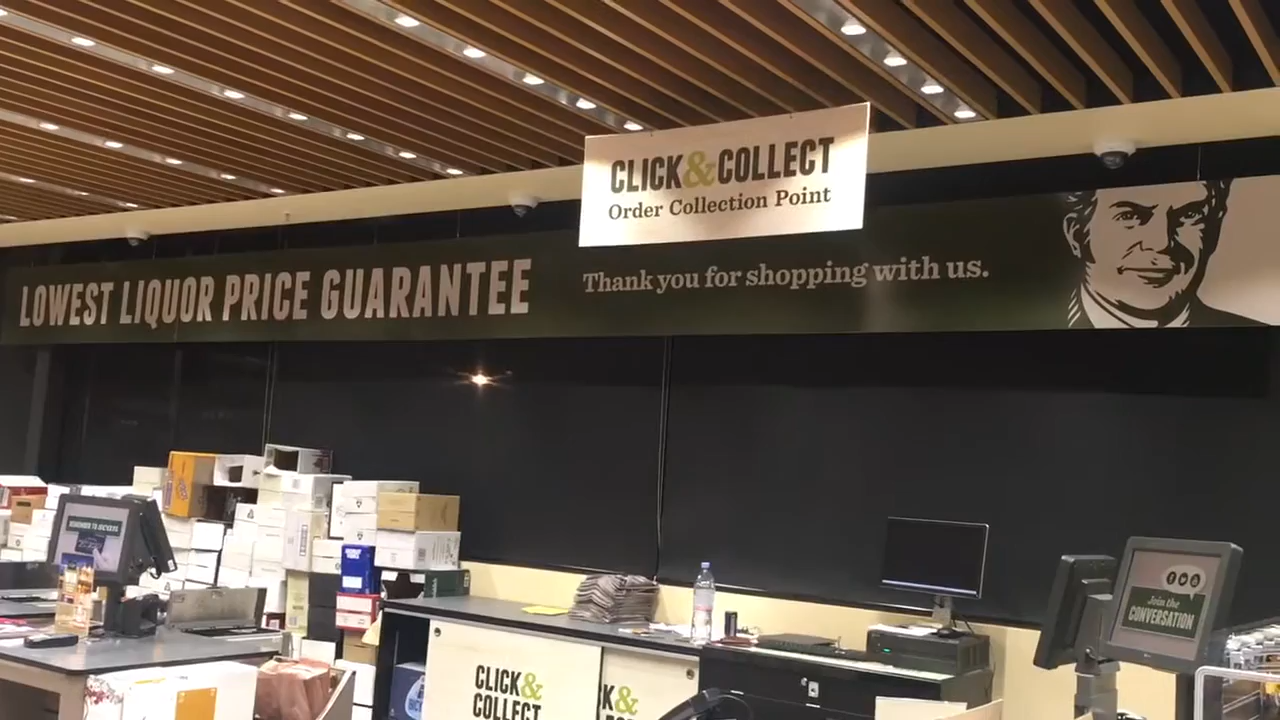 CLICK&COLLECT
Order Collection Point
LOWEST LIQUOR PRICE GUARANTEE
Thank you for shopping with us.
Join the
CONVERSATION
CLICK&
COLLECT
K&